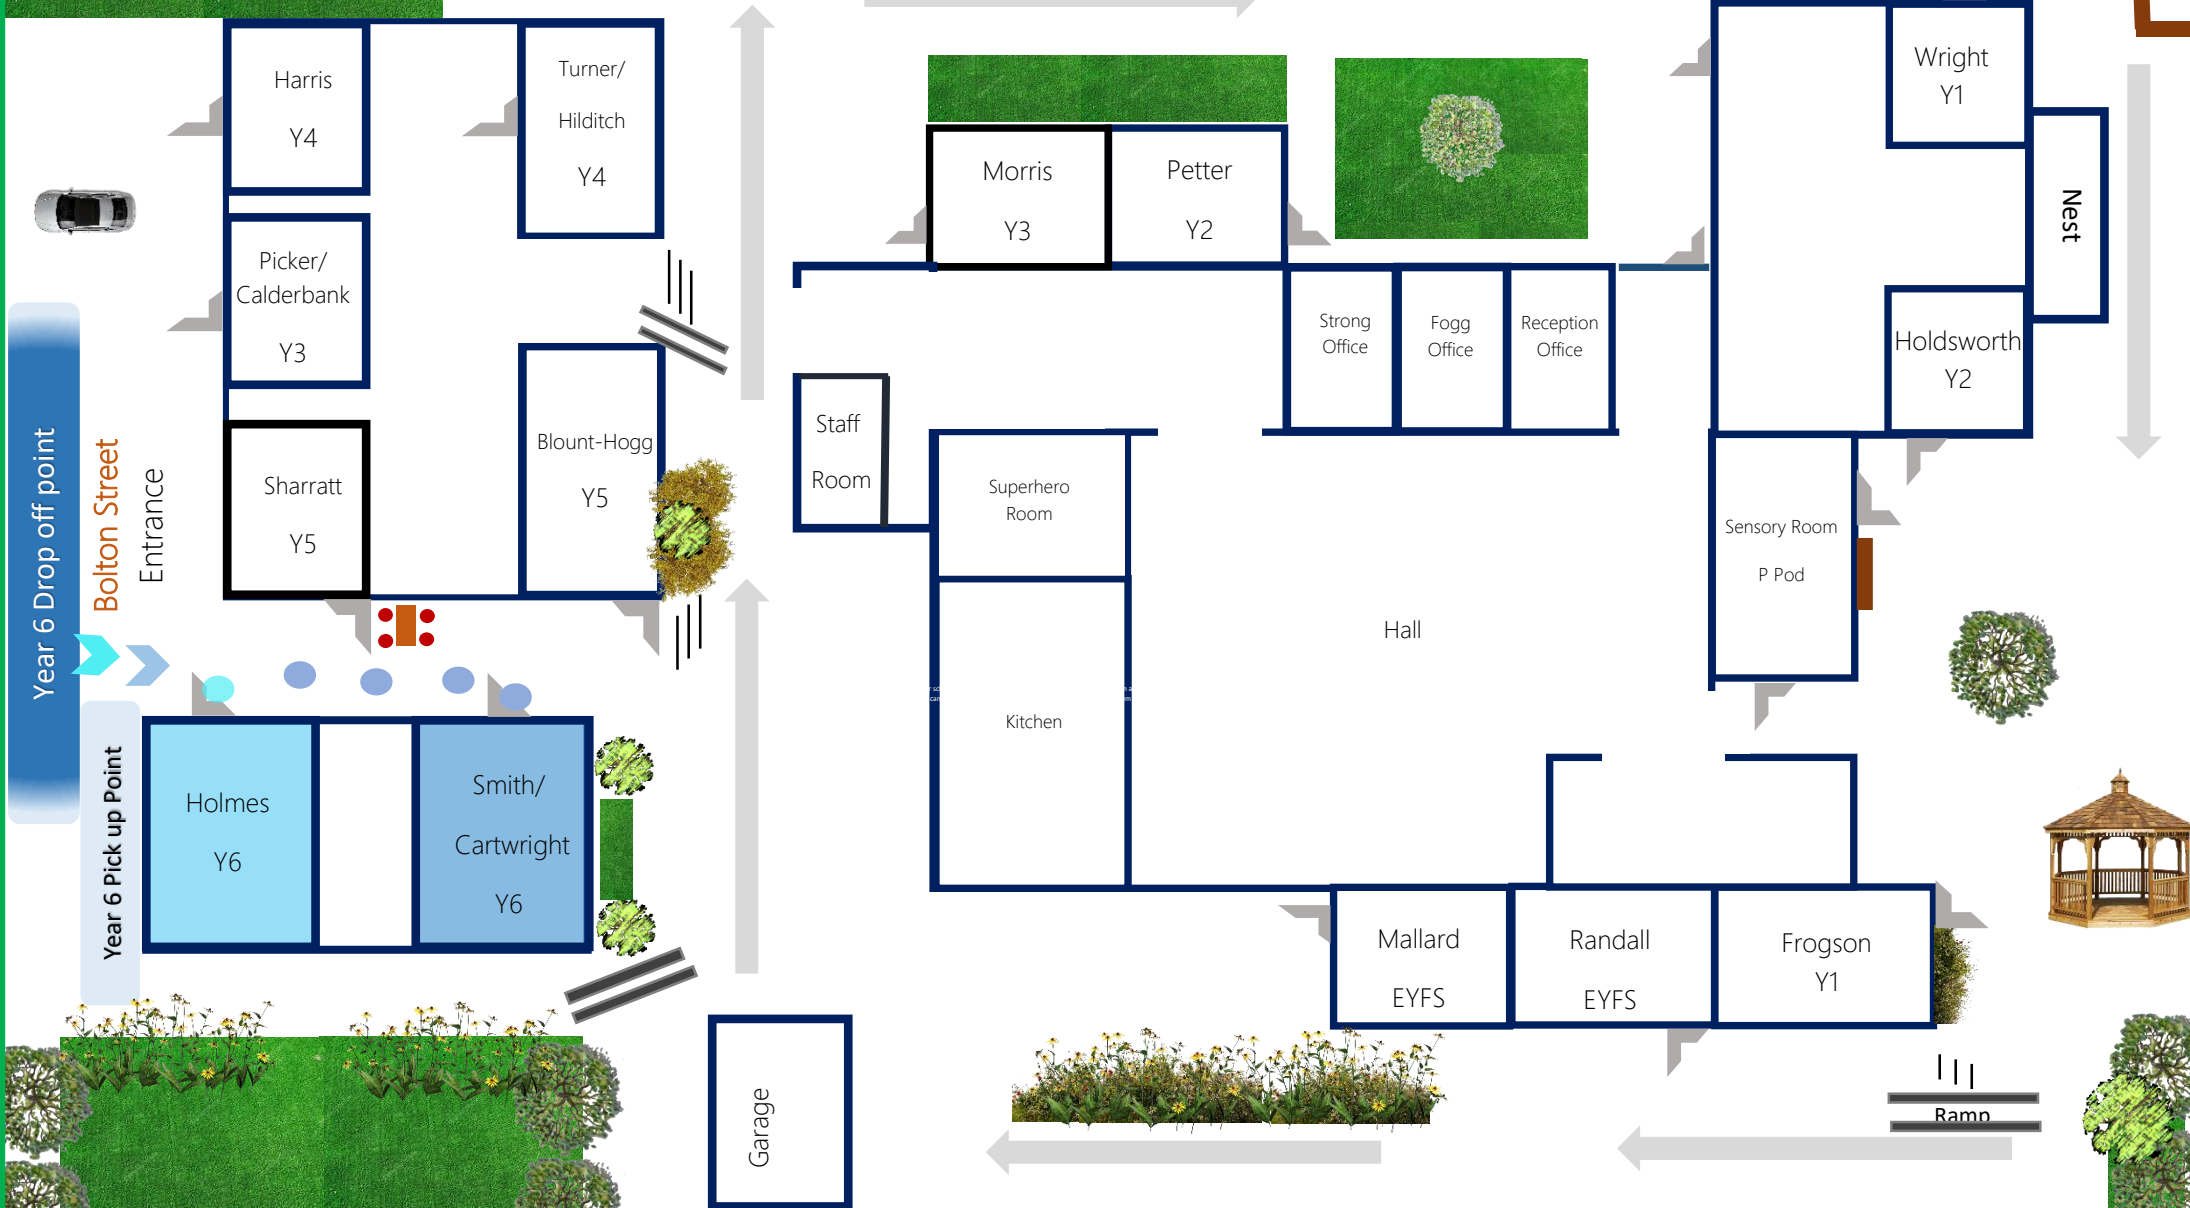 Harris
Y4
Turner/
Hilditch
Y4
Picker/
Calderbank
Y3
Sharratt
Y5
Blount-Hogg
Y5
Year 6 Drop off point
Bolton Street
Entrance
Year 6 Pick up Point
Holmes
Y6
Smith/
Cartwright
Y6
Garage
Morris
Y3
Petter
Y2
Strong
Office
Fogg
Office
Reception
Office
Staff
Room
Superhero
Room
Kitchen
Hall
Wright
Y1
Nest
Holdsworth
Y2
Sensory Room
P Pod
Mallard
EYFS
Randall
EYFS
Frogson
Y1
Ramp